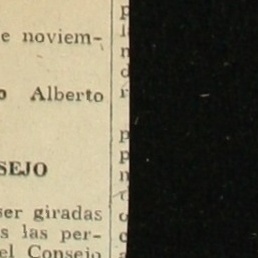 e noviem-
o Alberto
SEJO
ser giradas
s las per-
el Consejo